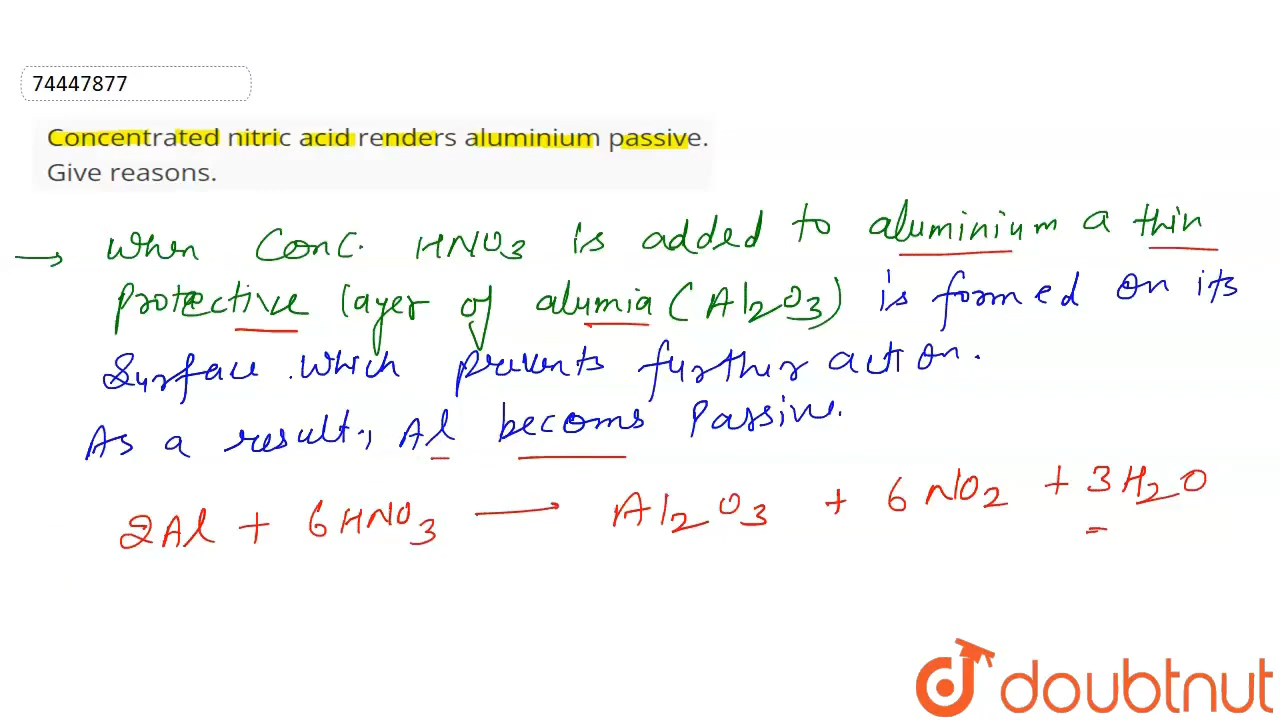 74447877
Concentrated nitric acid renders aluminium passive.
Give reasons.
→ When Conc. HNO3 is added to aluminium a thin
protective layer of alumia (Al2O3) is formed on its
surface. which prevents further action.
As a result, Al becoms Passive.
2Al + 6HNO3 → Al2O3 + 6NO2 + 3H2O
doubtnut